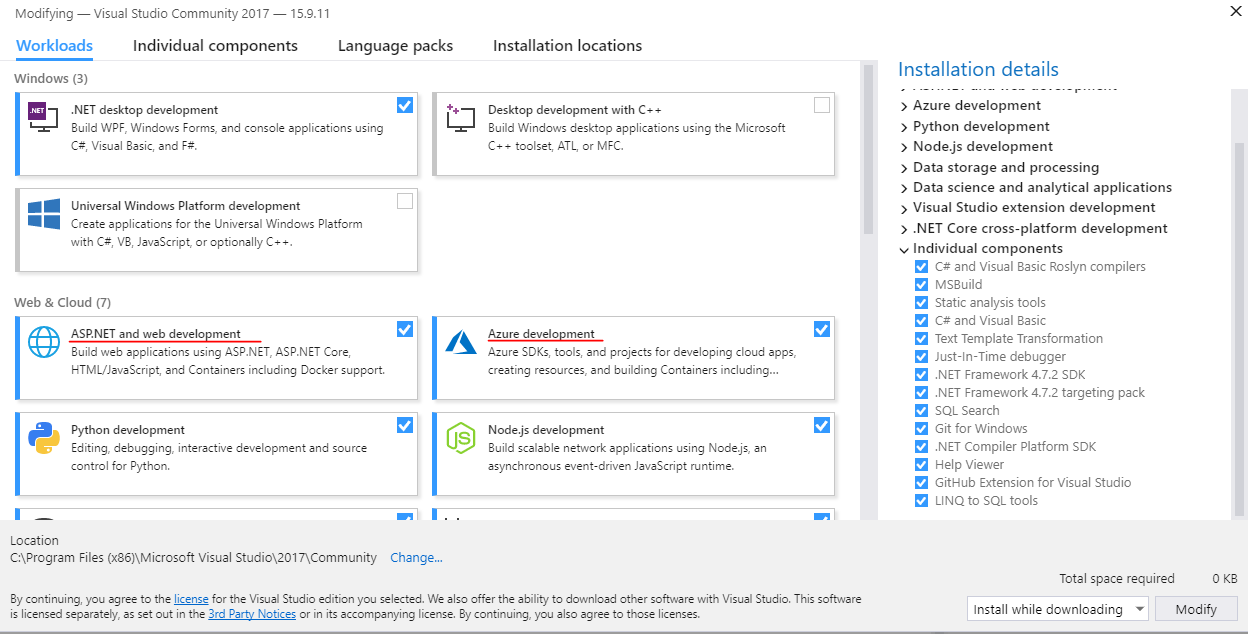 Modifying — Visual Studio Community 2017 — 15.9.11
Workloads
Individual components
Language packs
Installation locations
Windows (3)
.NET
.NET desktop development
Build WPF, Windows Forms, and console applications using
C#, Visual Basic, and F#.
Desktop development with C++
Build Windows desktop applications using the Microsoft
C++ toolset, ATL, or MFC.
Universal Windows Platform development
Create applications for the Universal Windows Platform
with C#, VB, JavaScript, or optionally C++.
Web & Cloud (7)
ASP.NET and web development
Build web applications using ASP.NET, ASP.NET Core,
HTML/JavaScript, and Containers including Docker support.
Azure development
Azure SDKs, tools, and projects for developing cloud apps,
creating resources, and building Containers including...
Python development
Editing, debugging, interactive development and source
control for Python.
JS
Node.js development
Build scalable network applications using Node.js, an
asynchronous event-driven JavaScript runtime.
Installation details
ASP.NET and web development
Azure development
Python development
Node.js development
Data storage and processing
Data science and analytical applications
Visual Studio extension development
.NET Core cross-platform development
Individual components
C# and Visual Basic Roslyn compilers
MSBuild
Static analysis tools
C# and Visual Basic
Text Template Transformation
Just-In-Time debugger
.NET Framework 4.7.2 SDK
.NET Framework 4.7.2 targeting pack
SQL Search
Git for Windows
.NET Compiler Platform SDK
Help Viewer
GitHub Extension for Visual Studio
LINQ to SQL tools
Location
C:\Program Files (x86)\Microsoft Visual Studio\2017\Community Change...
Total space required 0 KB
By continuing, you agree to the license for the Visual Studio edition you selected. We also offer the ability to download other software with Visual Studio. This software
is licensed separately, as set out in the 3rd Party Notices or in its accompanying license. By continuing, you also agree to those licenses.
Install while downloading
Modify